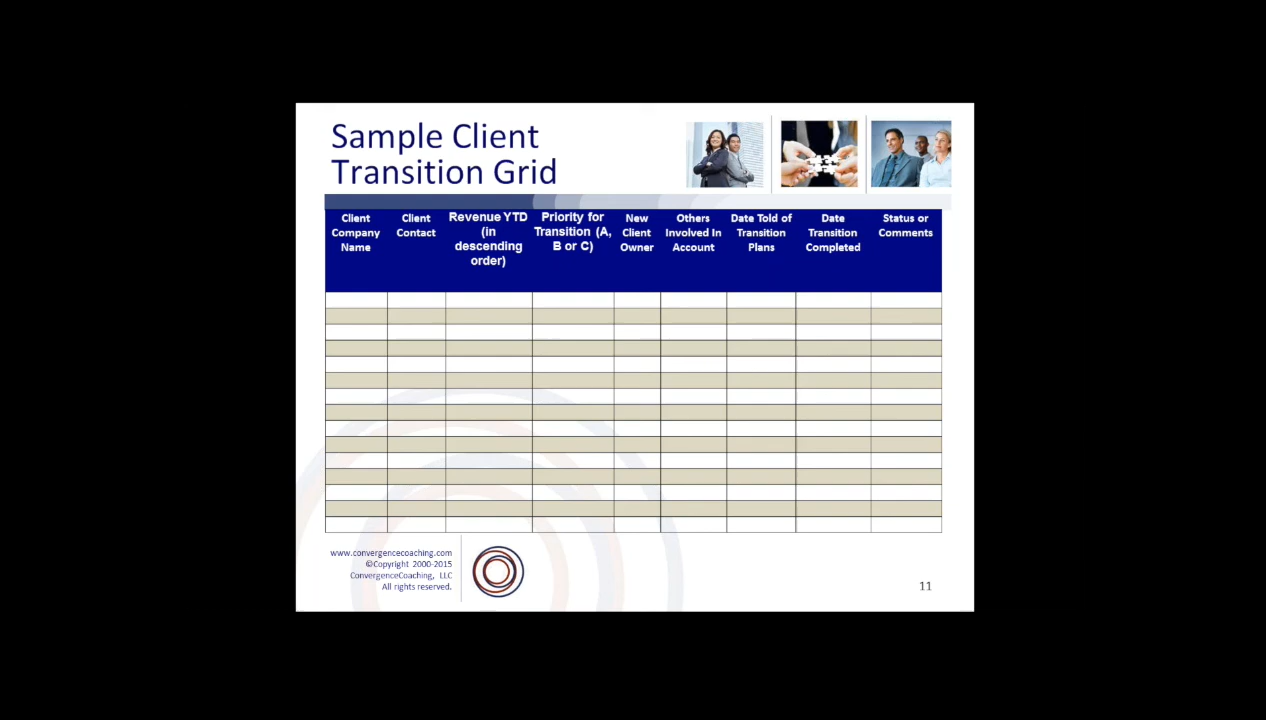 Sample Client
Transition Grid
Client
Company
Name
Client
Contact
Revenue YTD
(in
descending
order)
Priority for
Transition (A,
B or C)
New
Client
Owner
Others
Involved In
Account
Date Told of
Transition
Plans
Date
Transition
Completed
Status or
Comments
www.convergencecoaching.com
©Copyright 2000-2015
ConvergenceCoaching, LLC
All rights reserved.
11